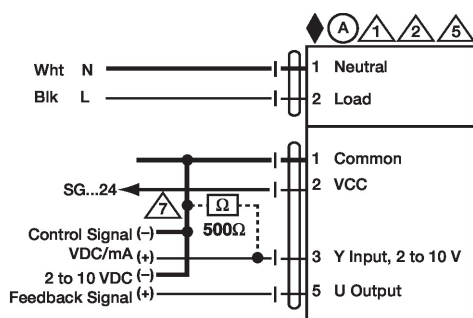 A 1 2 5
Wht N 1 Neutral
Blk L 2 Load
1 Common
SG...24 2 VCC
7 Ω
Control Signal (–) 500Ω
VDC/mA (+) 3 Y Input, 2 to 10 V
2 to 10 VDC (–)
Feedback Signal (+) 5 U Output